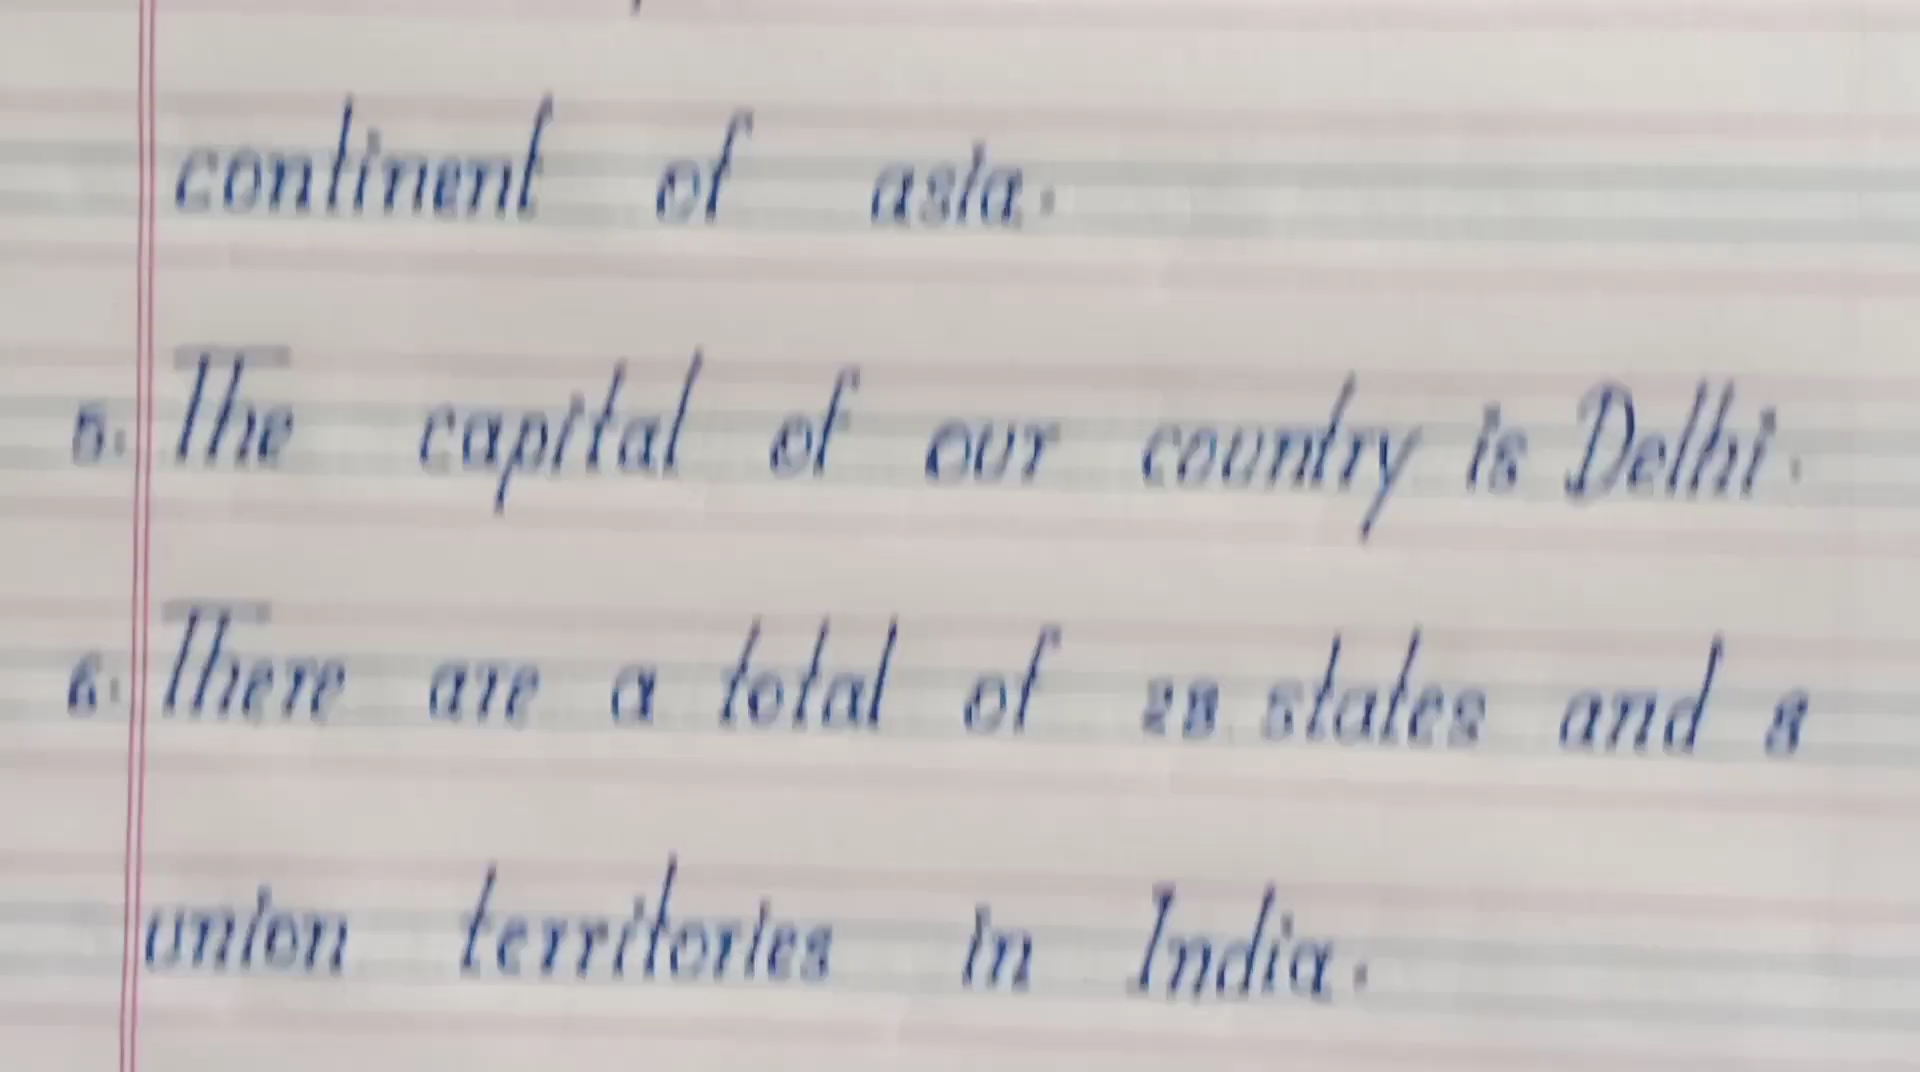 continent of asia.
5. The capital of our country is Delhi.
6. There are a total of 28 states and 8
union territories in India.